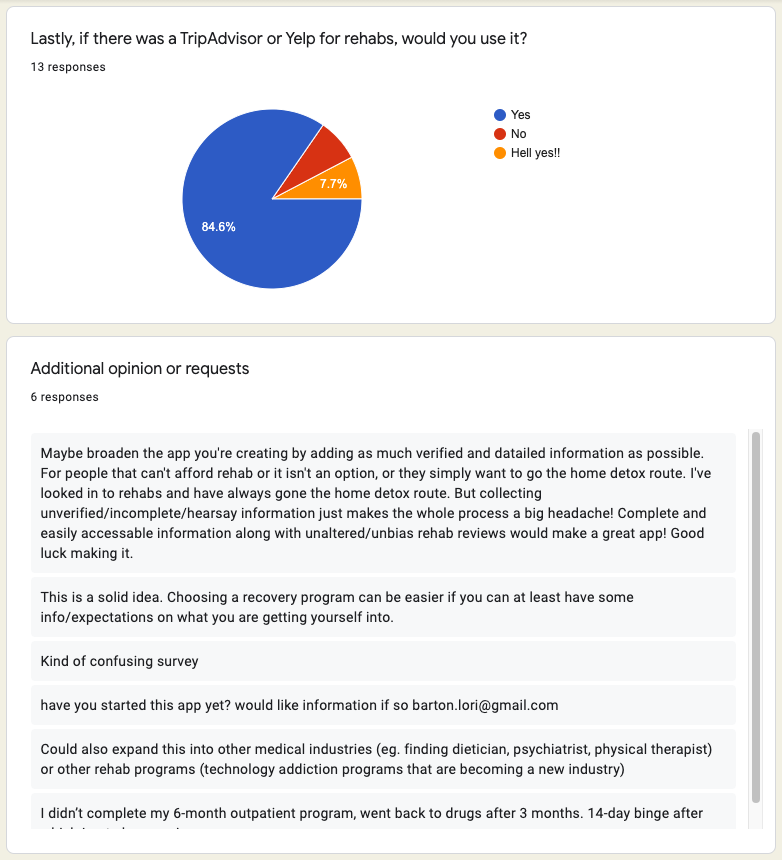 Lastly, if there was a TripAdvisor or Yelp for rehabs, would you use it?
13 responses
Yes
No
Hell yes!!
7.7%
84.6%
Additional opinion or requests
6 responses
Maybe broaden the app you're creating by adding as much verified and datailed information as possible.
For people that can't afford rehab or it isn't an option, or they simply want to go the home detox route. I've
looked in to rehabs and have always gone the home detox route. But collecting
unverified/incomplete/hearsay information just makes the whole process a big headache! Complete and
easily accessable information along with unaltered/unbias rehab reviews would make a great app! Good
luck making it.
This is a solid idea. Choosing a recovery program can be easier if you can at least have some
info/expectations on what you are getting yourself into.
Kind of confusing survey
have you started this app yet? would like information if so barton.lori@gmail.com
Could also expand this into other medical industries (eg. finding dietician, psychiatrist, physical therapist)
or other rehab programs (technology addiction programs that are becoming a new industry)
I didn't complete my 6-month outpatient program, went back to drugs after 3 months. 14-day binge after